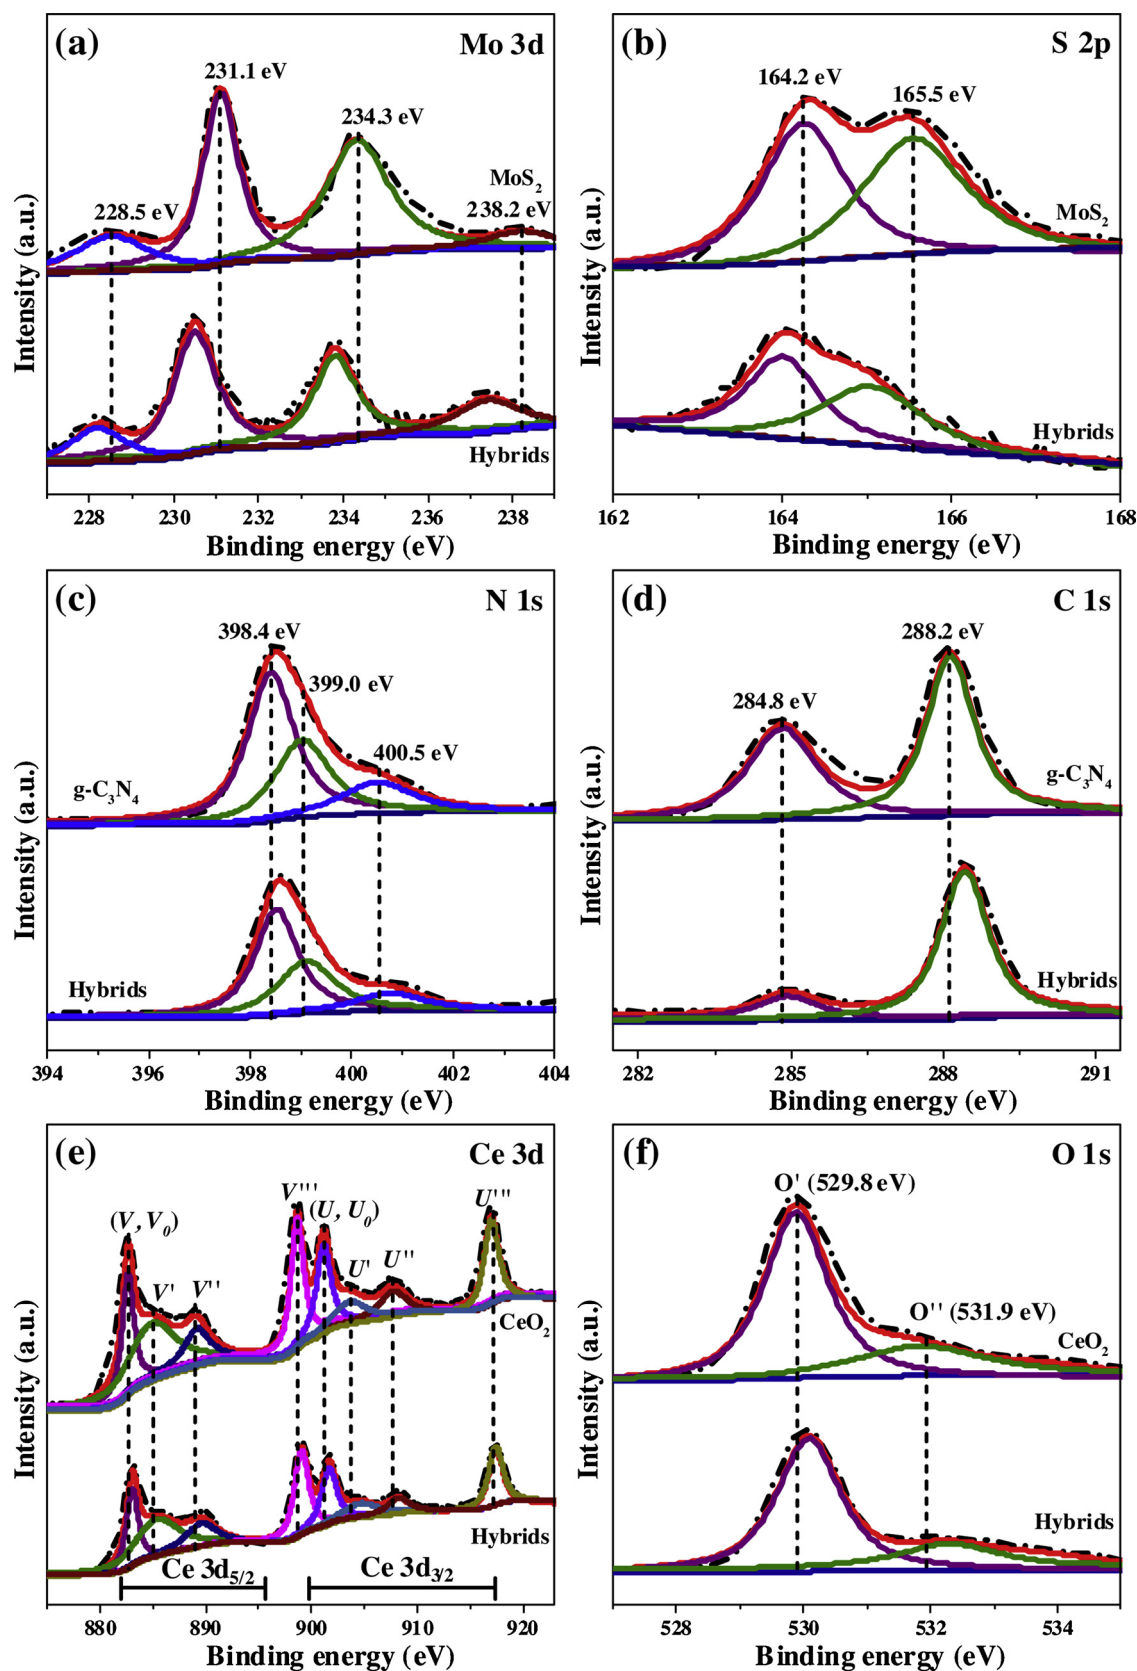 (a) Mo 3d
231.1 eV
234.3 eV
MoS₂
228.5 eV 238.2 eV
Hybrids
Intensity (a.u.)
228 230 232 234 236 238
Binding energy (eV)
(b) S 2p
164.2 eV
165.5 eV
MoS₂
Hybrids
Intensity (a.u.)
162 164 166 168
Binding energy (eV)
(c) N 1s
398.4 eV
399.0 eV
400.5 eV
g-C₃N₄
Hybrids
Intensity (a.u.)
394 396 398 400 402 404
Binding energy (eV)
(d) C 1s
288.2 eV
284.8 eV
g-C₃N₄
Hybrids
Intensity (a.u.)
282 285 288 291
Binding energy (eV)
(e) Ce 3d
V''' U'''
(V, V₀) (U, U₀)
V' V'' U' U''
CeO₂
Hybrids
Ce 3d₅/₂ Ce 3d₃/₂
Intensity (a.u.)
880 890 900 910 920
Binding energy (eV)
(f) O 1s
O' (529.8 eV)
O'' (531.9 eV)
CeO₂
Hybrids
Intensity (a.u.)
528 530 532 534
Binding energy (eV)